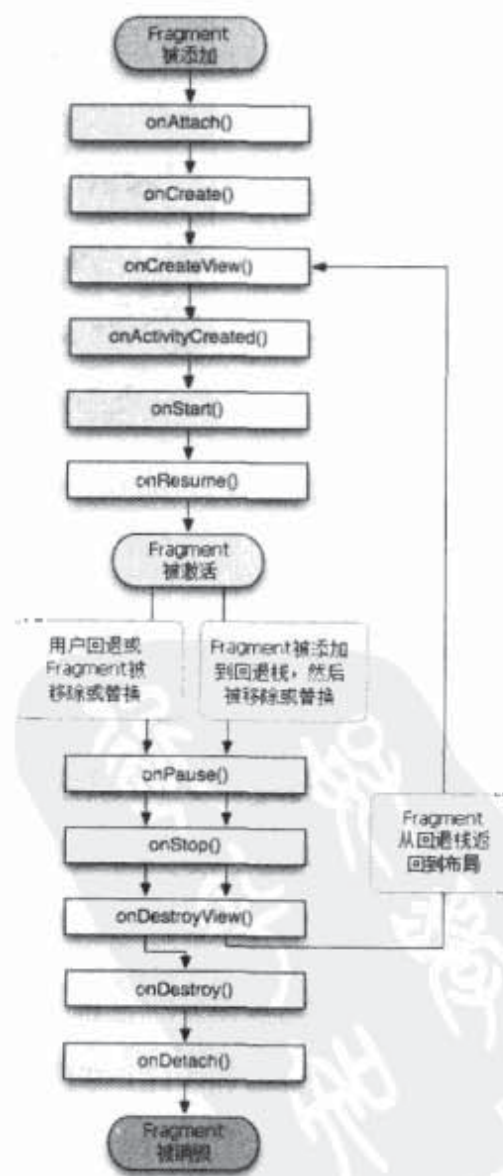 Fragment
被添加
onAttach()
onCreate()
onCreateView()
onActivityCreated()
onStart()
onResume()
Fragment
被激活
用户回退或
Fragment被
移除或替换
Fragment被添加
到回退栈，然后
被移除或替换
onPause()
onStop()
Fragment
从回退栈返
回到布局
onDestroyView()
onDestroy()
onDetach()
Fragment
被销毁